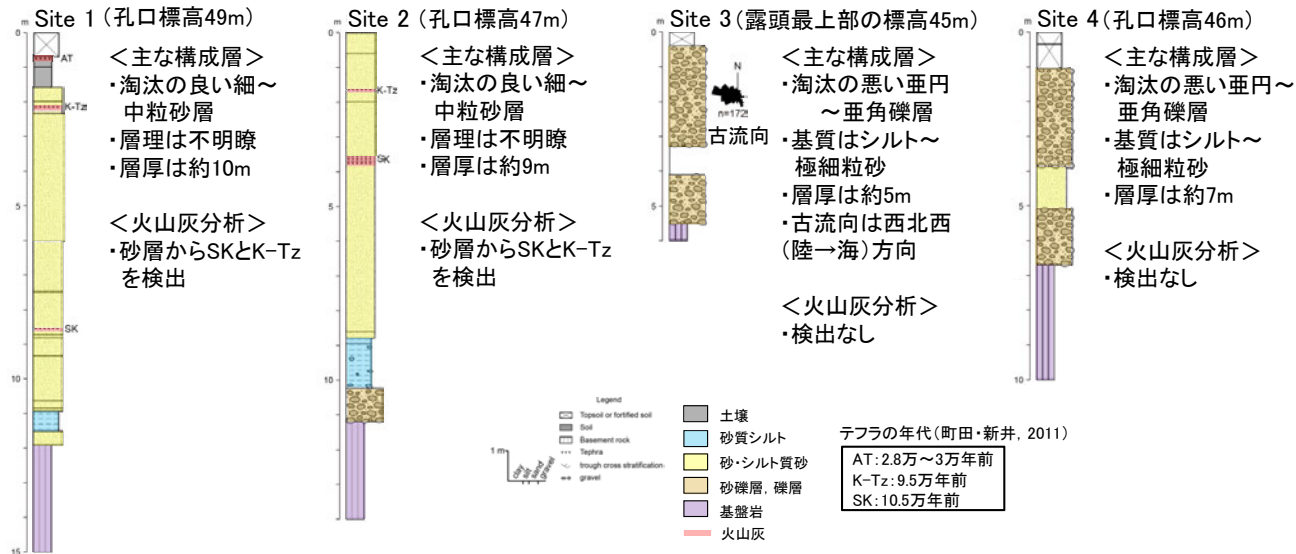 Site 1 (孔口標高49m)
m
0
AT
K-Tz
5
SK
10
15
<主な構成層>
・淘汰の良い細~
中粒砂層
・層理は不明瞭
・層厚は約10m
<火山灰分析>
・砂層からSKとK-Tz
を検出
Site 2 (孔口標高47m)
m
0
K-Tz
SK
5
10
<主な構成層>
・淘汰の良い細~
中粒砂層
・層理は不明瞭
・層厚は約9m
<火山灰分析>
・砂層からSKとK-Tz
を検出
Site 3(露頭最上部の標高45m)
m
0
5
N
n=172
古流向
<主な構成層>
・淘汰の悪い亜円
~亜角礫層
・基質はシルト~
極細粒砂
・層厚は約5m
・古流向は西北西
(陸→海)方向
<火山灰分析>
・検出なし
Site 4(孔口標高46m)
m
0
5
10
<主な構成層>
・淘汰の悪い亜円~
亜角礫層
・基質はシルト~
極細粒砂
・層厚は約7m
<火山灰分析>
・検出なし
1 m
clay
silt
sand
gravel
Legend
Topsoil or fortified soil
Soil
Basement rock
Tephra
trough cross stratification
gravel
土壌
砂質シルト
砂・シルト質砂
砂礫層, 礫層
基盤岩
火山灰
テフラの年代(町田・新井, 2011)
AT:2.8万~3万年前
K-Tz:9.5万年前
SK:10.5万年前